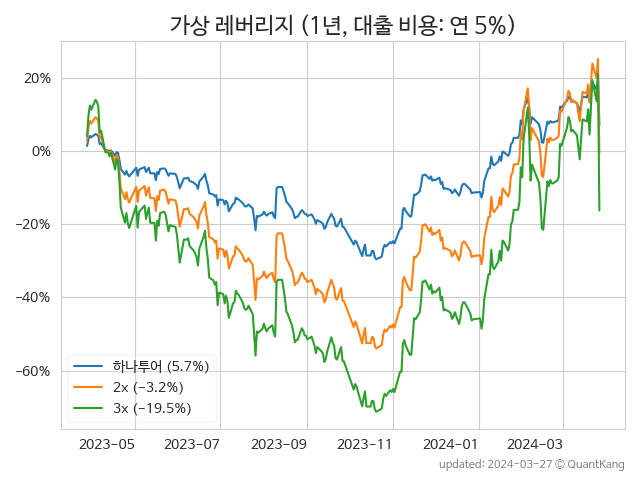 가상 레버리지 (1년, 대출 비용: 연 5%)
20%
0%
−20%
−40%
−60%
하나투어 (5.7%)
2x (−3.2%)
3x (−19.5%)
2023-05 2023-07 2023-09 2023-11 2024-01 2024-03
updated: 2024-03-27 © QuantKang